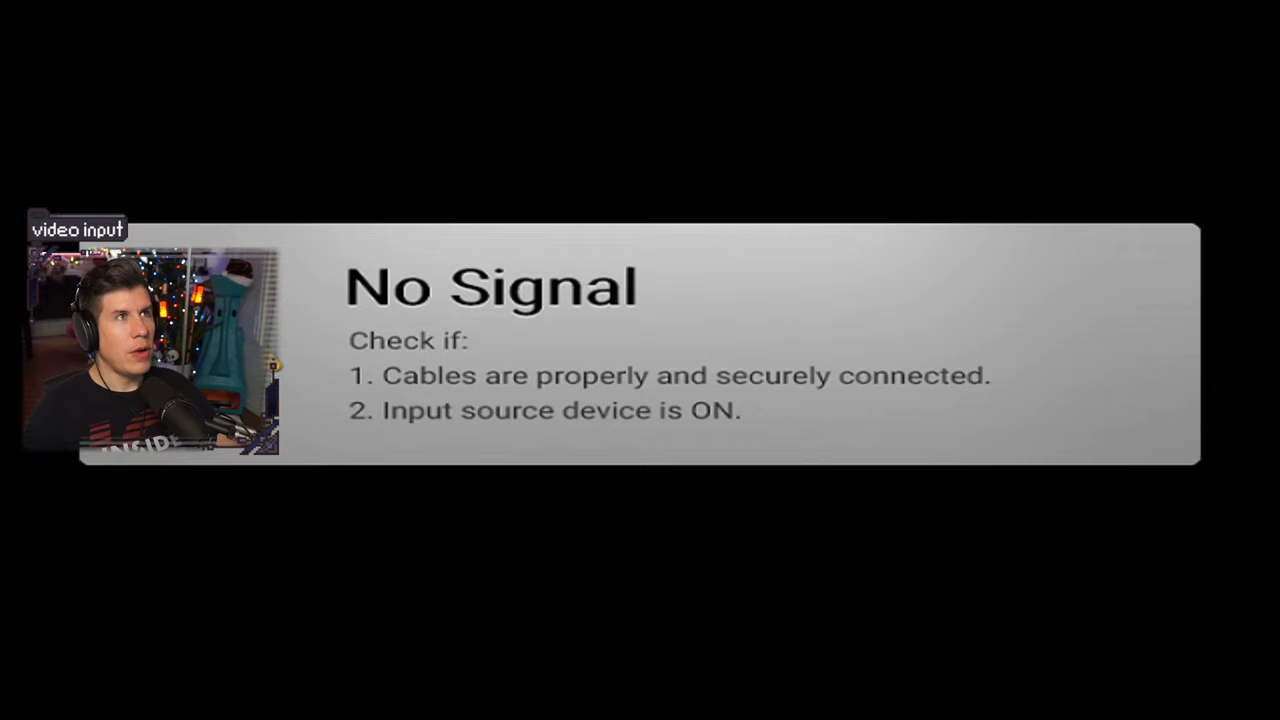 video input
No Signal
Check if:
1. Cables are properly and securely connected.
2. Input source device is ON.
INSIDE